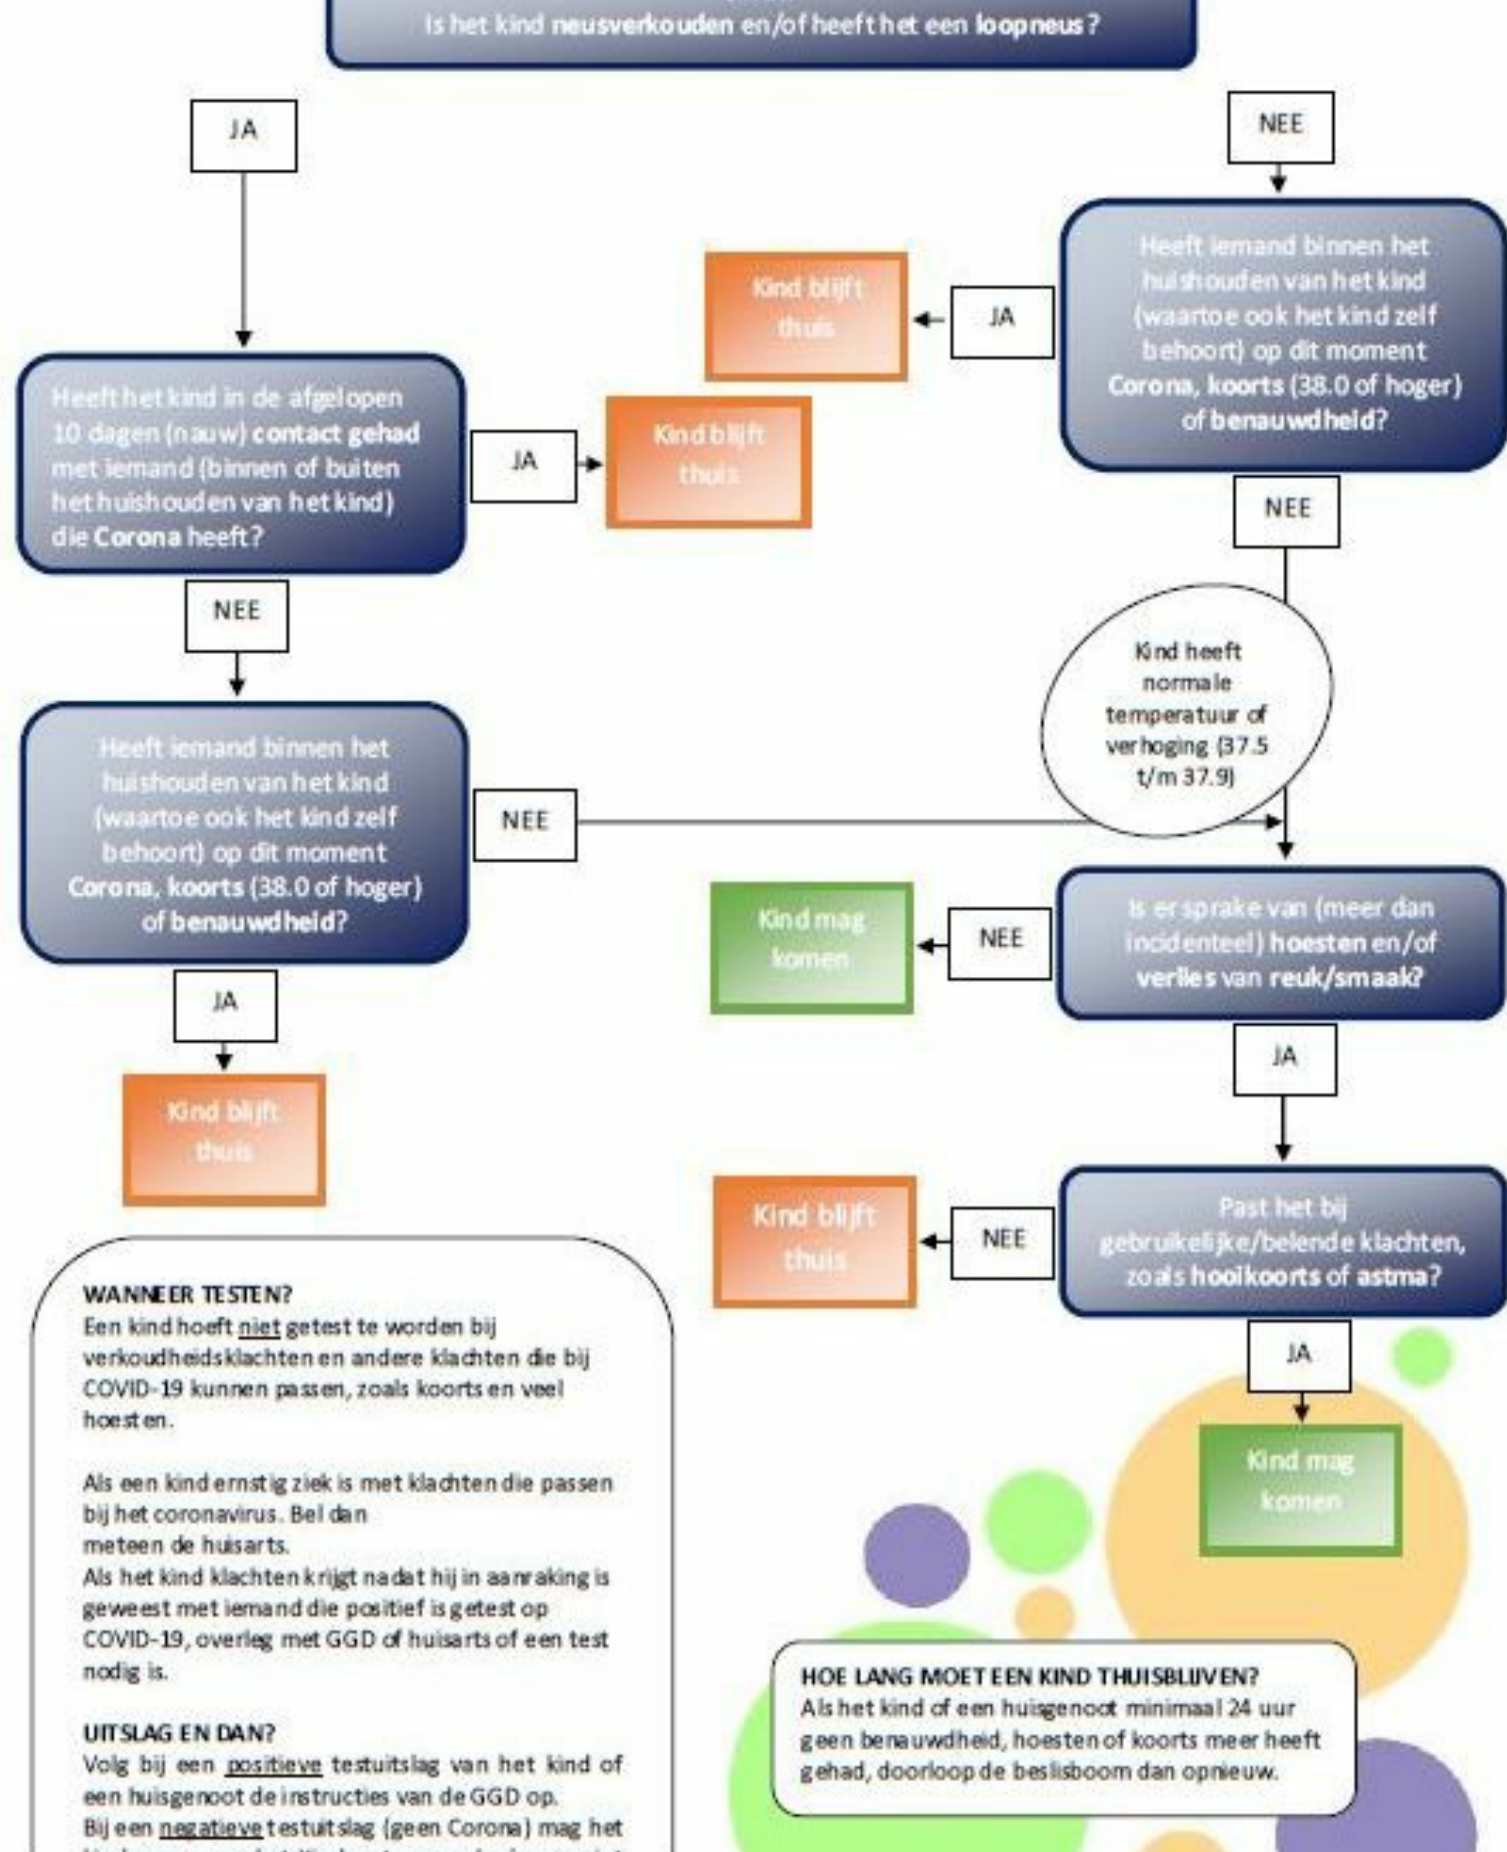 Is het kind neusverkouden en/of heeft het een loopneus?
JA
NEE
Heeft iemand binnen het
huishouden van het kind
(waartoe ook het kind zelf
behoort) op dit moment
Corona, koorts (38.0 of hoger)
of benauwdheid?
JA
Kind blijft
thuis
Heeft het kind in de afgelopen
10 dagen (nauw) contact gehad
met iemand (binnen of buiten
het huishouden van het kind)
die Corona heeft?
JA
Kind blijft
thuis
NEE
NEE
Kind heeft
normale
temperatuur of
verhoging (37.5
t/m 37.9)
Heeft iemand binnen het
huishouden van het kind
(waartoe ook het kind zelf
behoort) op dit moment
Corona, koorts (38.0 of hoger)
of benauwdheid?
NEE
Is er sprake van (meer dan
incidenteel) hoesten en/of
verlies van reuk/smaak?
NEE
Kind mag
komen
JA
Kind blijft
thuis
JA
Past het bij
gebruikelijke/belende klachten,
zoals hooikoorts of astma?
NEE
Kind blijft
thuis
JA
Kind mag
komen
WANNEER TESTEN?
Een kind hoeft niet getest te worden bij
verkoudheidsklachten en andere klachten die bij
COVID-19 kunnen passen, zoals koorts en veel
hoesten.
Als een kind ernstig ziek is met klachten die passen
bij het coronavirus. Bel dan
meteen de huisarts.
Als het kind klachten krijgt nadat hij in aanraking is
geweest met iemand die positief is getest op
COVID-19, overleg met GGD of huisarts of een test
nodig is.
UITSLAG EN DAN?
Volg bij een positieve testuitslag van het kind of
een huisgenoot de instructies van de GGD op.
Bij een negatieve testuitslag (geen Corona) mag het
HOE LANG MOET EEN KIND THUISBLIJVEN?
Als het kind of een huisgenoot minimaal 24 uur
geen benauwdheid, hoesten of koorts meer heeft
gehad, doorloop de beslisboom dan opnieuw.